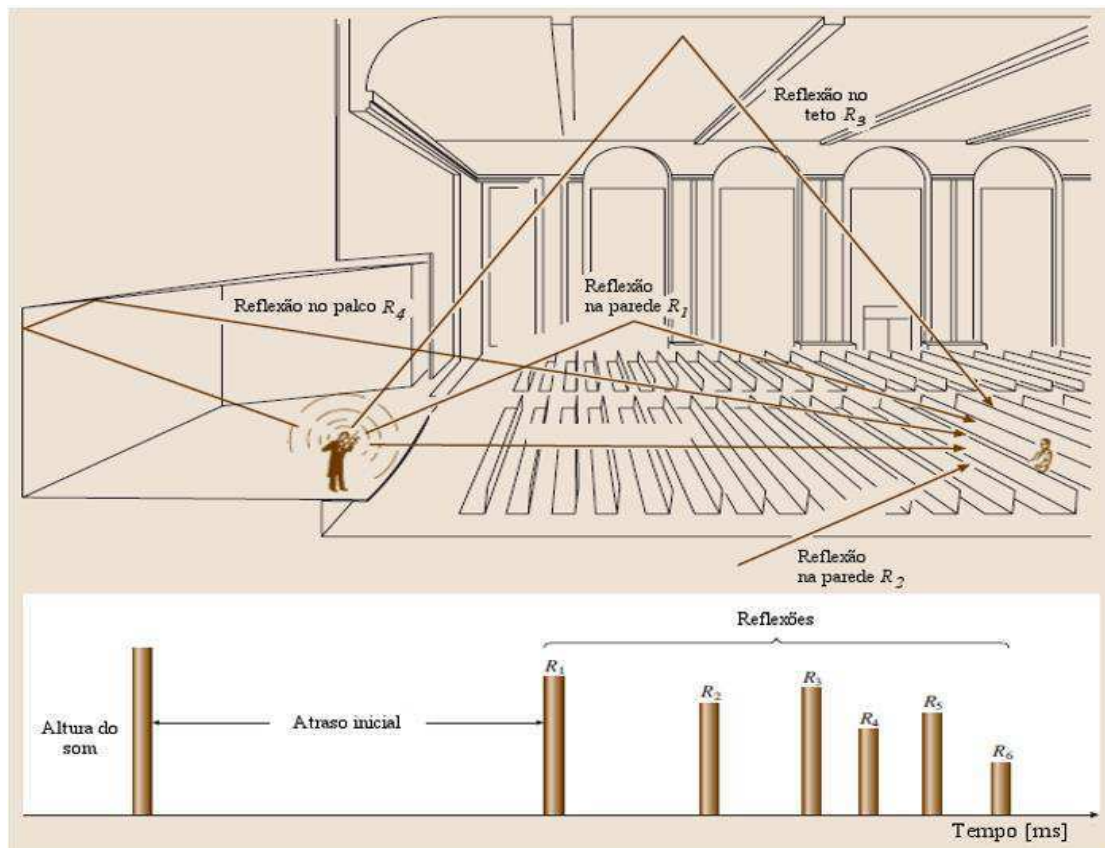 Reflexão no
teto R₃
Reflexão
na parede R₁
Reflexão no palco R₄
Reflexão
na parede R₂
Reflexões
R₁
R₂
R₃
R₄
R₅
R₆
Altura do
som
Atraso inicial
Tempo [ms]